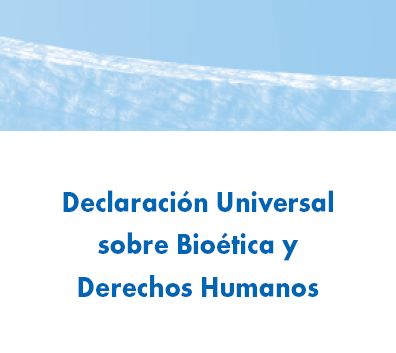 Declaración Universal
sobre Bioética y
Derechos Humanos